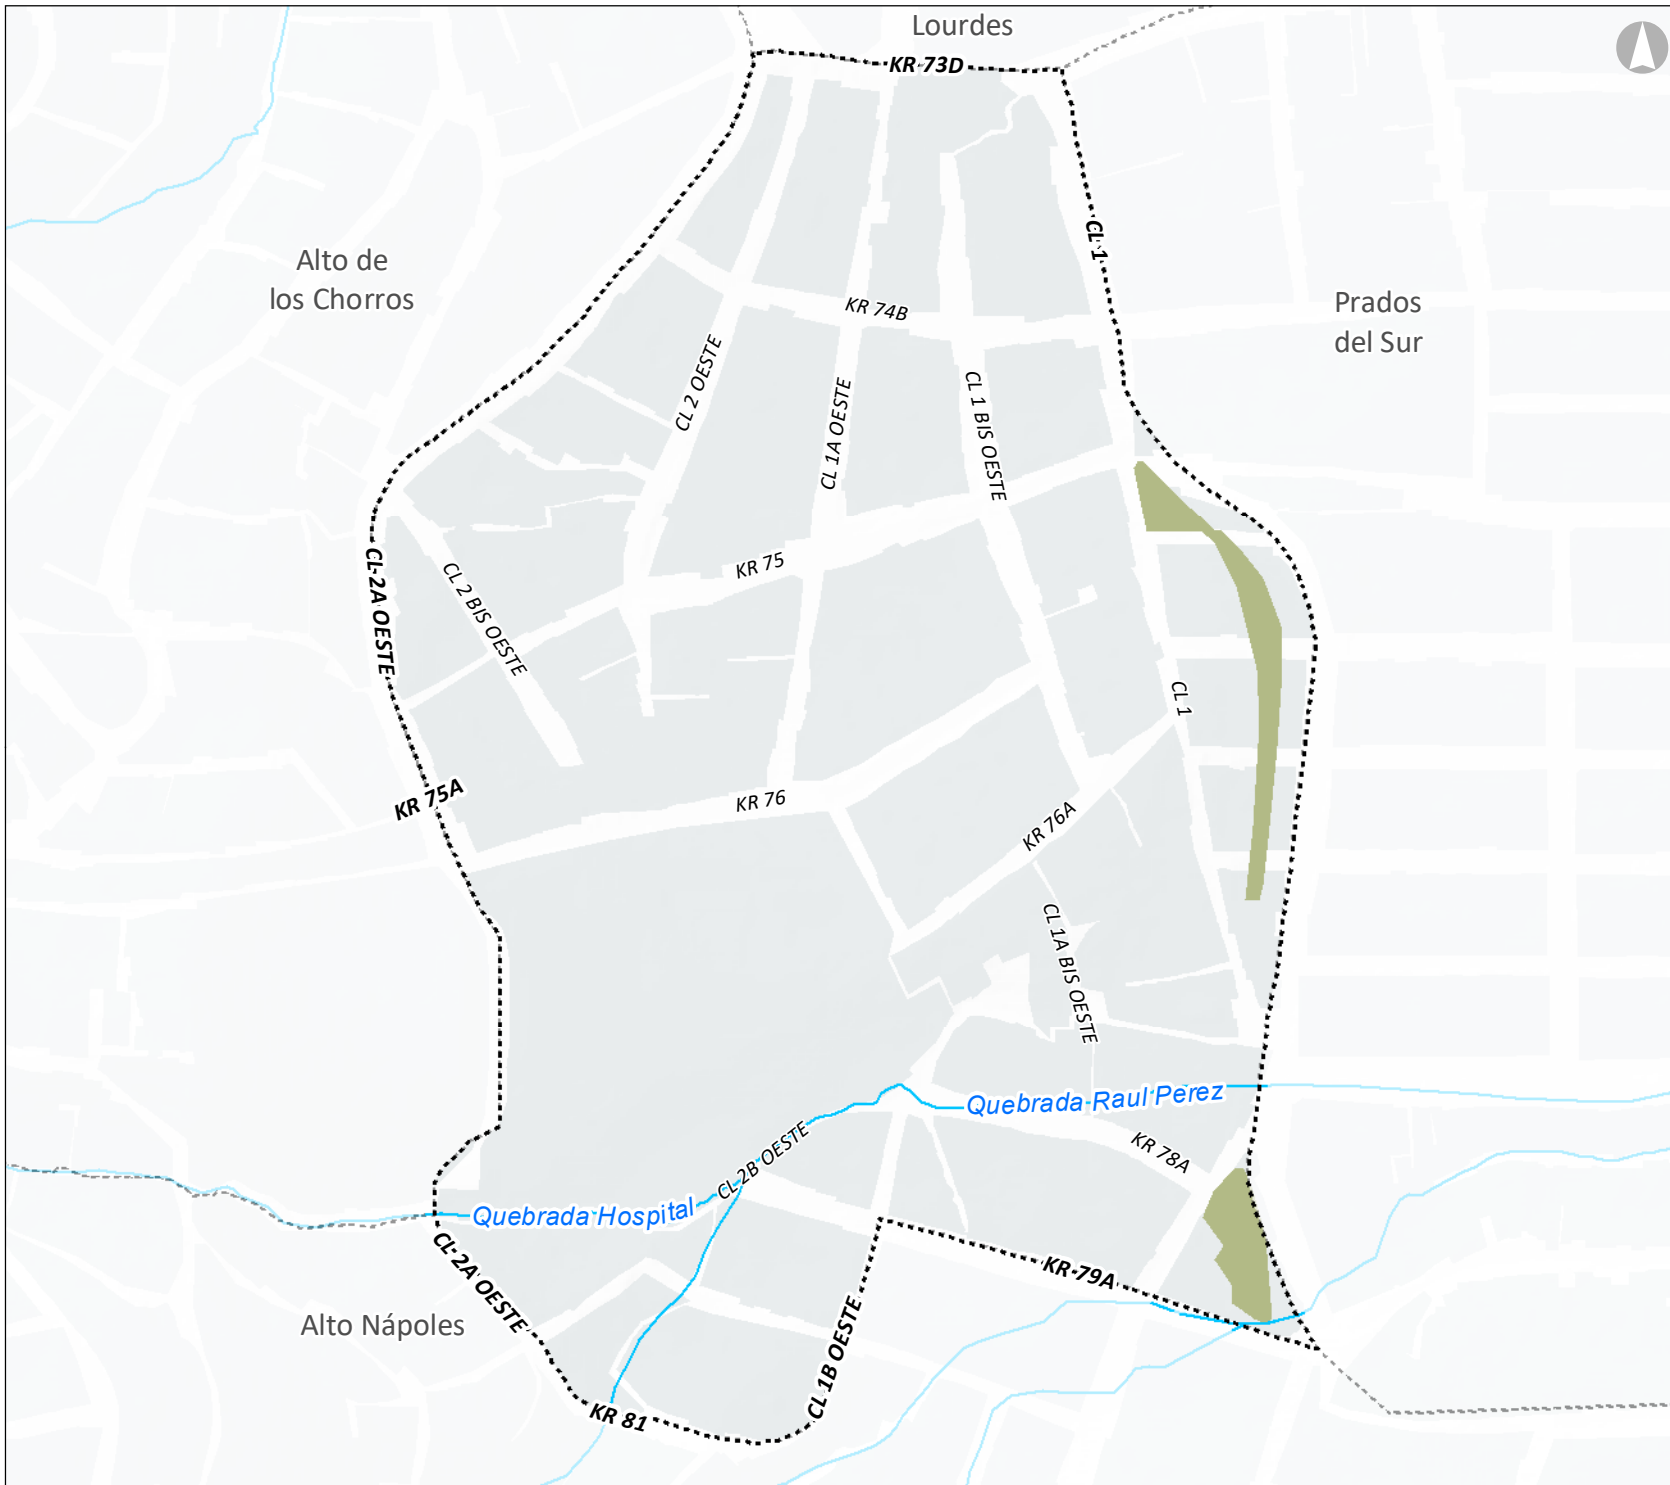 Lourdes
KR 73D
CL 1
Alto de
los Chorros
Prados
del Sur
KR 74B
CL 2 OESTE
CL 1A OESTE
CL 1 BIS OESTE
KR 75
CL 2A OESTE
CL 2 BIS OESTE
CL 1
KR 75A
KR 76
KR 76A
CL 1A BIS OESTE
Quebrada Raul Perez
CL 2B OESTE
KR 78A
Quebrada Hospital
CL 2A OESTE
KR 79A
Alto Nápoles
CL 1B OESTE
KR 81